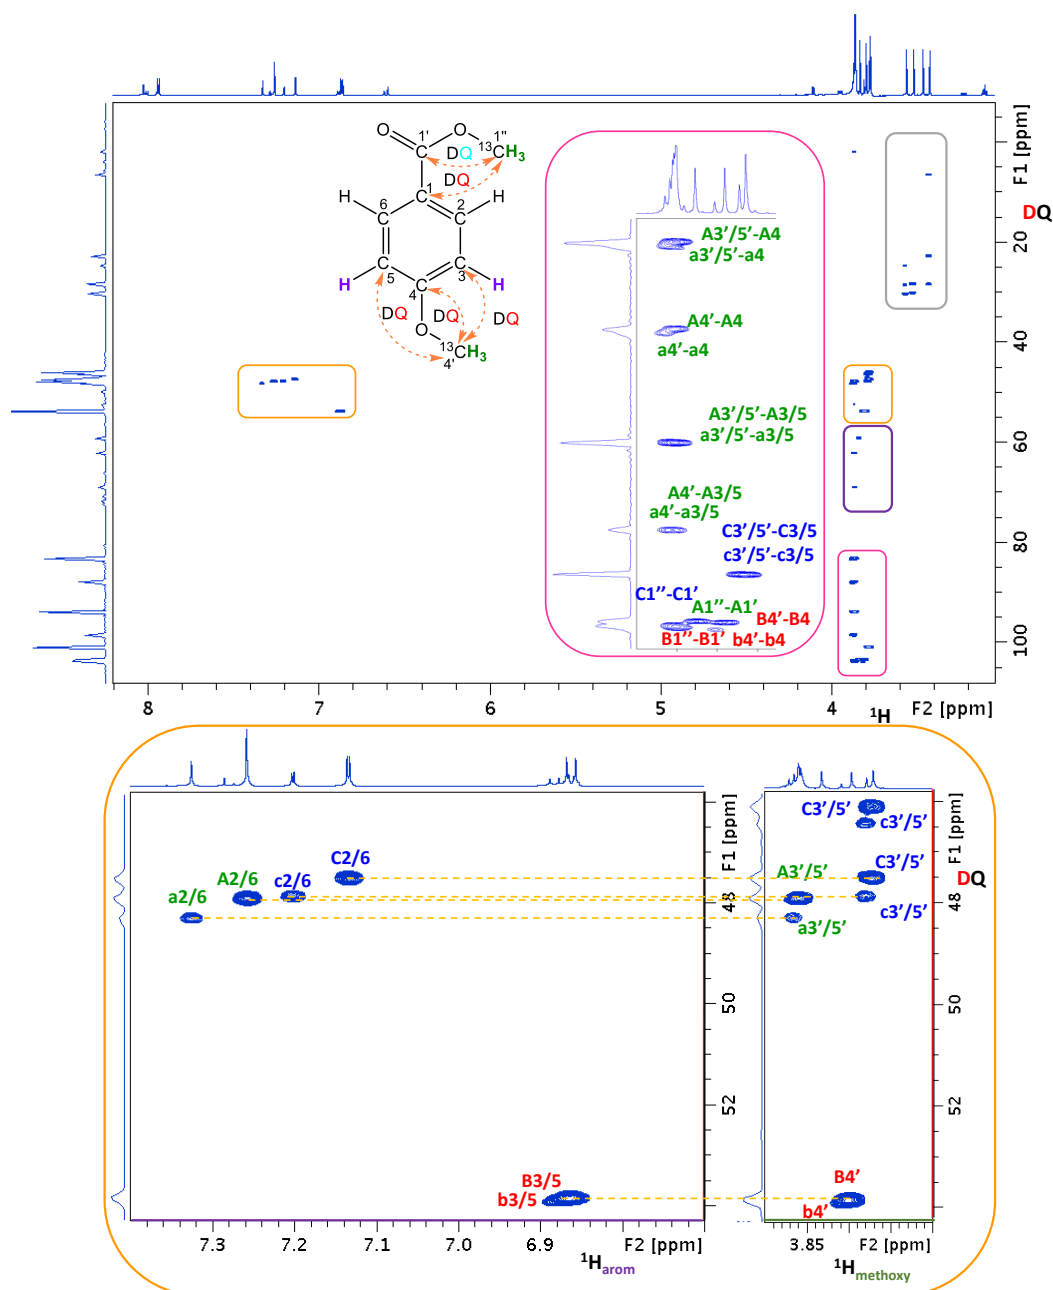 F1 [ppm]
DQ
20
40
60
80
100
8
7
6
5
4
1H
F2 [ppm]
O
1'
O
1''
13CH3
DQ
DQ
1
H
6
2
H
H
5
3
H
4
DQ
DQ
DQ
O
13CH3
4'
A3'/5'-A4
a3'/5'-a4
A4'-A4
a4'-a4
A3'/5'-A3/5
a3'/5'-a3/5
A4'-A3/5
a4'-a3/5
C3'/5'-C3/5
c3'/5'-c3/5
C1''-C1'
A1''-A1'
B4'-B4
B1''-B1'
b4'-b4
F1 [ppm]
a2/6
A2/6
c2/6
C2/6
48
50
52
B3/5
b3/5
7.3
7.2
7.1
7.0
6.9
F2 [ppm]
1Harom
C3'/5'
c3'/5'
A3'/5'
C3'/5'
c3'/5'
a3'/5'
F1 [ppm]
DQ
48
50
52
B4'
b4'
3.85
F2 [ppm]
1Hmethoxy